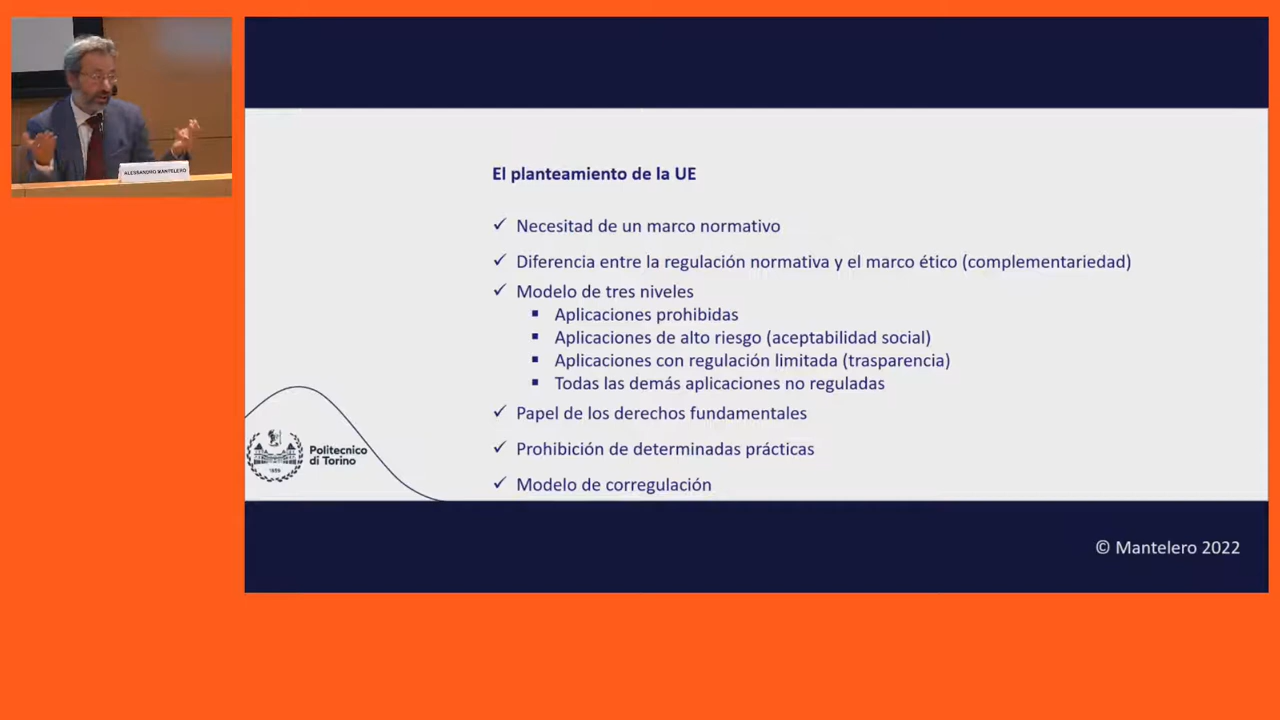 ALESSANDRO MANTELERO
El planteamiento de la UE
✓ Necesitad de un marco normativo
✓ Diferencia entre la regulación normativa y el marco ético (complementariedad)
✓ Modelo de tres niveles
▪ Aplicaciones prohibidas
▪ Aplicaciones de alto riesgo (aceptabilidad social)
▪ Aplicaciones con regulación limitada (trasparencia)
▪ Todas las demás aplicaciones no reguladas
✓ Papel de los derechos fundamentales
✓ Prohibición de determinadas prácticas
✓ Modelo de corregulación
Politecnico
di Torino
1859
© Mantelero 2022